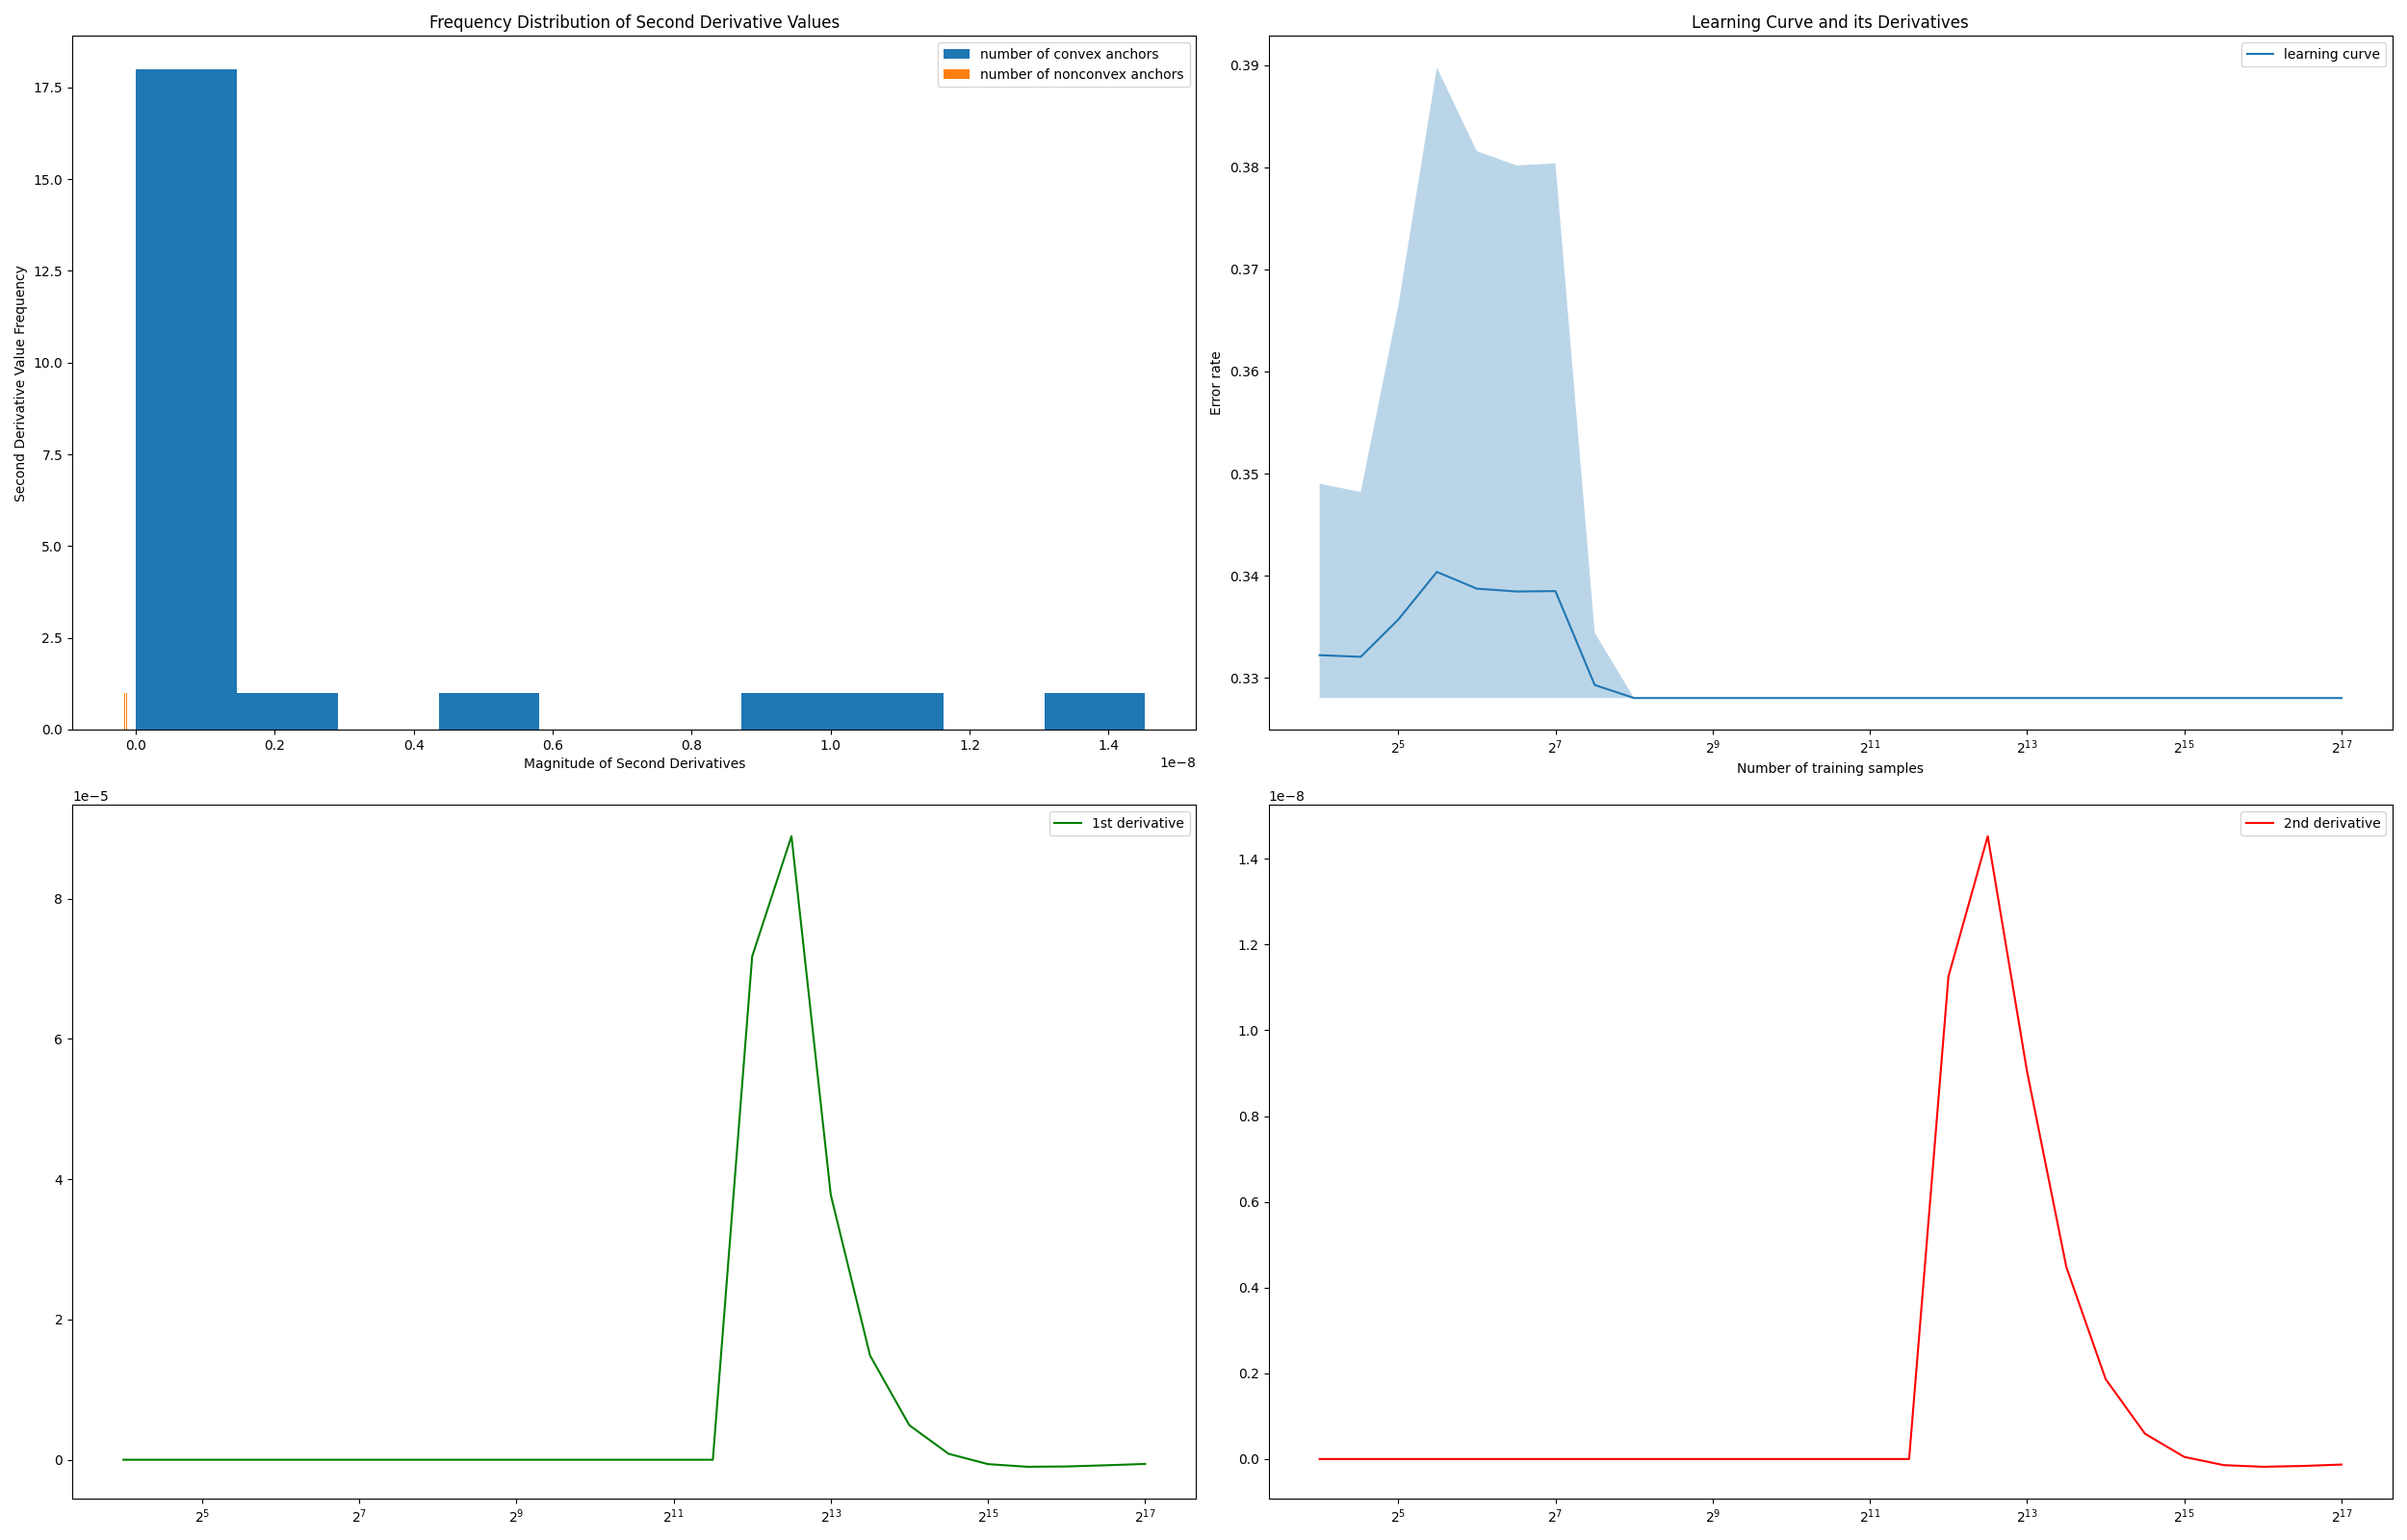 Frequency Distribution of Second Derivative Values
number of convex anchors
number of nonconvex anchors
Second Derivative Value Frequency
17.5
15.0
12.5
10.0
7.5
5.0
2.5
0.0
0.0 0.2 0.4 0.6 0.8 1.0 1.2 1.4
1e−8
Magnitude of Second Derivatives
Learning Curve and its Derivatives
learning curve
Error rate
0.39
0.38
0.37
0.36
0.35
0.34
0.33
2^5 2^7 2^9 2^11 2^13 2^15 2^17
Number of training samples
1e−5
1st derivative
8
6
4
2
0
2^5 2^7 2^9 2^11 2^13 2^15 2^17
1e−8
2nd derivative
1.4
1.2
1.0
0.8
0.6
0.4
0.2
0.0
2^5 2^7 2^9 2^11 2^13 2^15 2^17